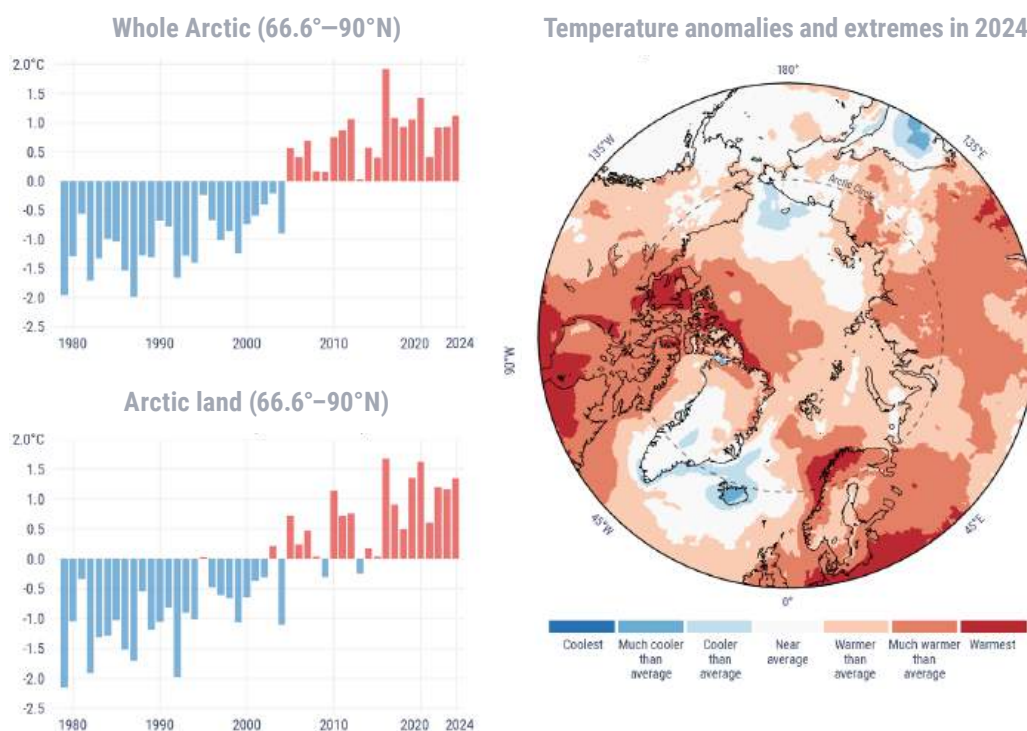 Whole Arctic (66.6°—90°N)
2.0°C
1.5
1.0
0.5
0.0
-0.5
-1.0
-1.5
-2.0
-2.5
1980
1990
2000
2010
2020
2024
Arctic land (66.6°–90°N)
2.0°C
1.5
1.0
0.5
0.0
-0.5
-1.0
-1.5
-2.0
-2.5
1980
1990
2000
2010
2020
2024
Temperature anomalies and extremes in 2024
180°
135°W
135°E
Arctic Circle
90°W
45°W
45°E
0°
Coolest
Much cooler
than
average
Cooler
than
average
Near
average
Warmer
than
average
Much warmer
than
average
Warmest